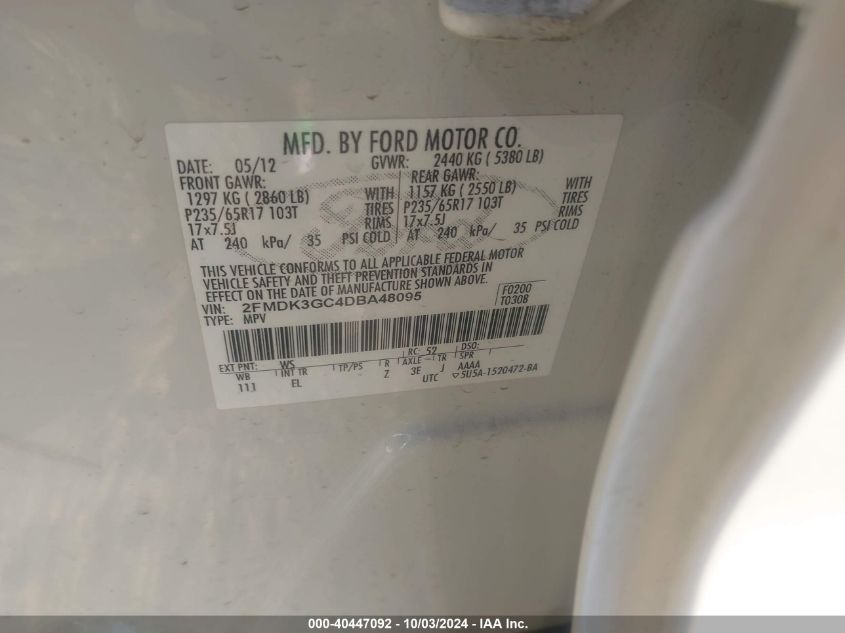 MFD. BY FORD MOTOR CO.
DATE: 05/12 GVWR: 2440 KG ( 5380 LB)
FRONT GAWR: REAR GAWR:
1297 KG ( 2860 LB) WITH 1157 KG ( 2550 LB) WITH
P235/65R17 103T TIRES P235/65R17 103T TIRES
17x7.5J RIMS 17x7.5J RIMS
AT 240 kPa/ 35 PSI COLD AT 240 kPa/ 35 PSI COLD
Ford
THIS VEHICLE CONFORMS TO ALL APPLICABLE FEDERAL MOTOR
VEHICLE SAFETY AND THEFT PREVENTION STANDARDS IN
EFFECT ON THE DATE OF MANUFACTURE SHOWN ABOVE.
VIN: 2FMDK3GC4DBA48095 F0200
TYPE: MPV T0308
EXT PNT: WS RC: 52 DSO:
WB INT TR TP/PS R AXLE TR SPR
111 EL Z 3E J AAAA
UTC ▽5U5A-1520472-BA
000-40447092 - 10/03/2024 - IAA Inc.